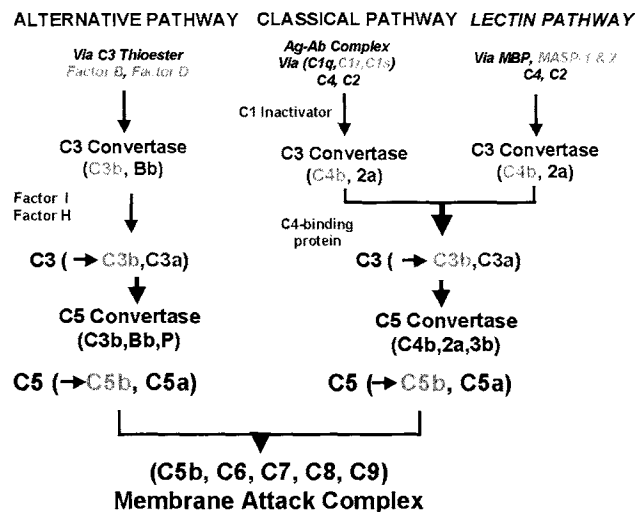 ALTERNATIVE PATHWAY
Via C3 Thioester
Factor B, Factor D
C3 Convertase
(C3b, Bb)
Factor I
Factor H
C3 ( → C3b,C3a)
C5 Convertase
(C3b,Bb,P)
C5 (→C5b, C5a)
CLASSICAL PATHWAY
Ag-Ab Complex
Via (C1q,C1r,C1s)
C4, C2
C1 Inactivator
C3 Convertase
(C4b, 2a)
LECTIN PATHWAY
Via MBP, MASP-1 & 2
C4, C2
C3 Convertase
(C4b, 2a)
C4-binding
protein
C3 ( → C3b,C3a)
C5 Convertase
(C4b,2a,3b)
C5 (→C5b, C5a)
(C5b, C6, C7, C8, C9)
Membrane Attack Complex